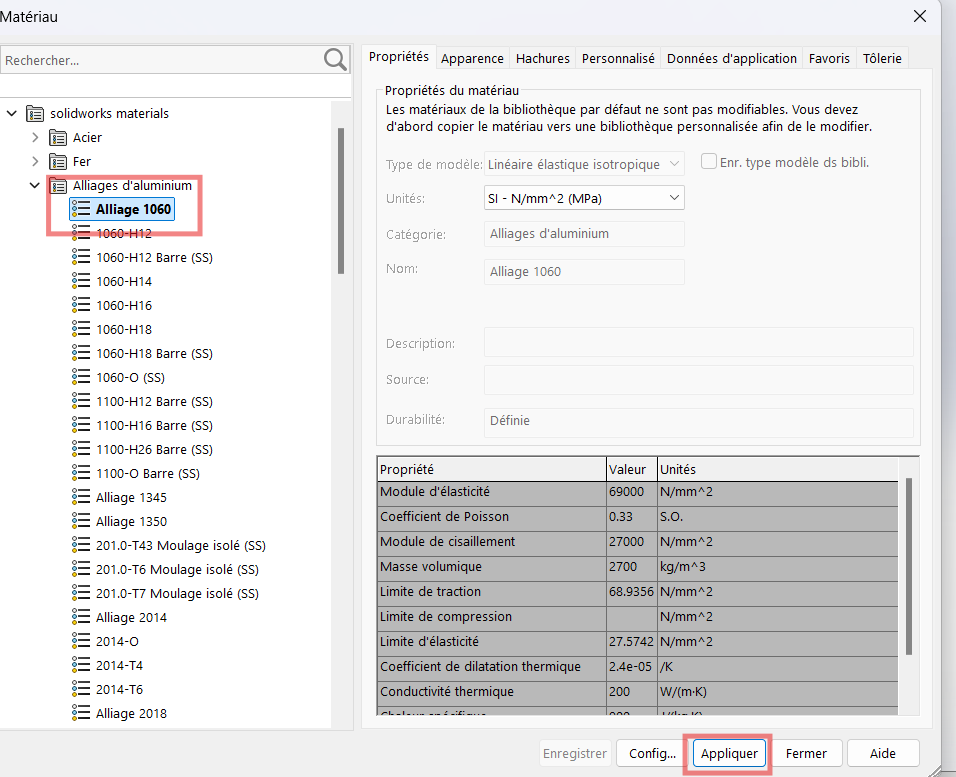 Matériau
Rechercher...
solidworks materials
Acier
Fer
Alliages d'aluminium
Alliage 1060
1060-H12
1060-H12 Barre (SS)
1060-H14
1060-H16
1060-H18
1060-H18 Barre (SS)
1060-O (SS)
1100-H12 Barre (SS)
1100-H16 Barre (SS)
1100-H26 Barre (SS)
1100-O Barre (SS)
Alliage 1345
Alliage 1350
201.0-T43 Moulage isolé (SS)
201.0-T6 Moulage isolé (SS)
201.0-T7 Moulage isolé (SS)
Alliage 2014
2014-O
2014-T4
2014-T6
Alliage 2018
Propriétés Apparence Hachures Personnalisé Données d'application Favoris Tôlerie
Propriétés du matériau
Les matériaux de la bibliothèque par défaut ne sont pas modifiables. Vous devez
d'abord copier le matériau vers une bibliothèque personnalisée afin de le modifier.
Type de modèle: Linéaire élastique isotropique Enr. type modèle ds bibli.
Unités: SI - N/mm^2 (MPa)
Catégorie: Alliages d'aluminium
Nom: Alliage 1060
Description:
Source:
Durabilité: Définie
Propriété Valeur Unités
Module d'élasticité 69000 N/mm^2
Coefficient de Poisson 0.33 S.O.
Module de cisaillement 27000 N/mm^2
Masse volumique 2700 kg/m^3
Limite de traction 68.9356 N/mm^2
Limite de compression N/mm^2
Limite d'élasticité 27.5742 N/mm^2
Coefficient de dilatation thermique 2.4e-05 /K
Conductivité thermique 200 W/(m·K)
Enregistrer Config... Appliquer Fermer Aide